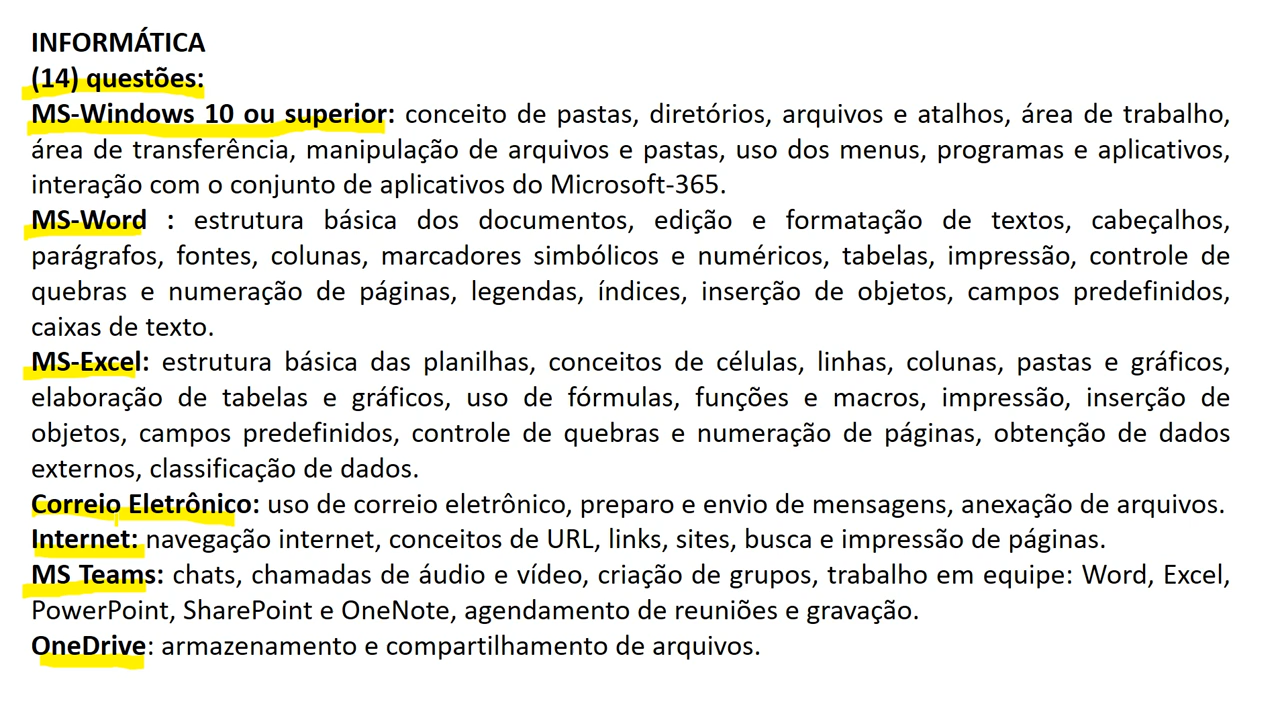 INFORMÁTICA
(14) questões:
MS-Windows 10 ou superior: conceito de pastas, diretórios, arquivos e atalhos, área de trabalho,
área de transferência, manipulação de arquivos e pastas, uso dos menus, programas e aplicativos,
interação com o conjunto de aplicativos do Microsoft-365.
MS-Word : estrutura básica dos documentos, edição e formatação de textos, cabeçalhos,
parágrafos, fontes, colunas, marcadores simbólicos e numéricos, tabelas, impressão, controle de
quebras e numeração de páginas, legendas, índices, inserção de objetos, campos predefinidos,
caixas de texto.
MS-Excel: estrutura básica das planilhas, conceitos de células, linhas, colunas, pastas e gráficos,
elaboração de tabelas e gráficos, uso de fórmulas, funções e macros, impressão, inserção de
objetos, campos predefinidos, controle de quebras e numeração de páginas, obtenção de dados
externos, classificação de dados.
Correio Eletrônico: uso de correio eletrônico, preparo e envio de mensagens, anexação de arquivos.
Internet: navegação internet, conceitos de URL, links, sites, busca e impressão de páginas.
MS Teams: chats, chamadas de áudio e vídeo, criação de grupos, trabalho em equipe: Word, Excel,
PowerPoint, SharePoint e OneNote, agendamento de reuniões e gravação.
OneDrive: armazenamento e compartilhamento de arquivos.